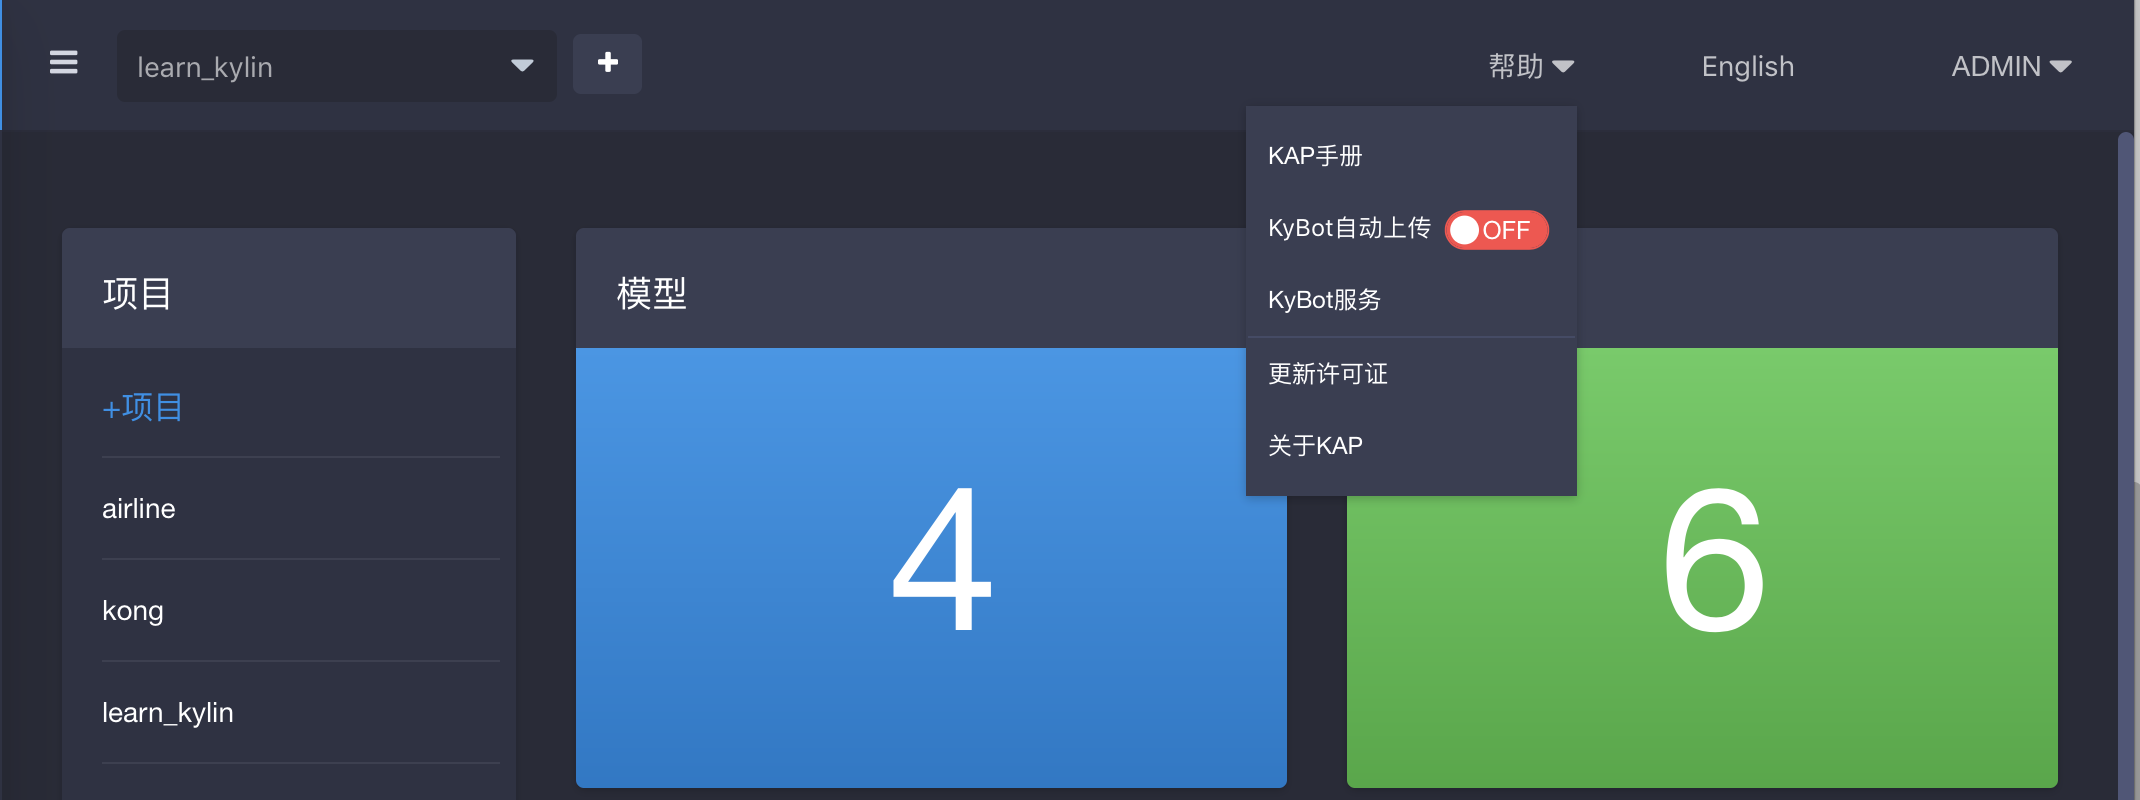 learn_kylin
帮助
English
ADMIN
KAP手册
KyBot自动上传 OFF
KyBot服务
更新许可证
关于KAP
项目
+项目
airline
kong
learn_kylin
模型
4
6